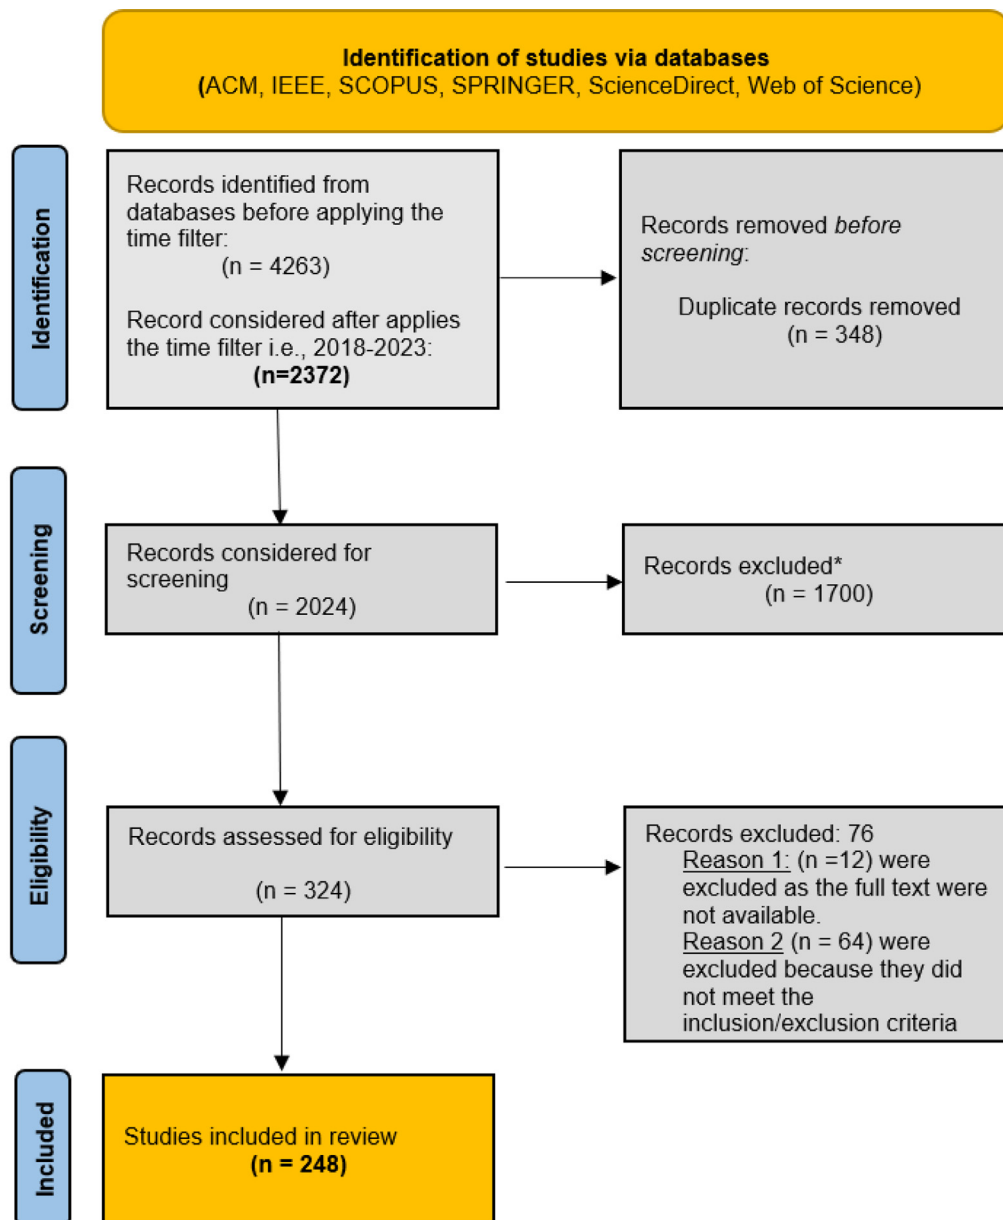 Identification of studies via databases
(ACM, IEEE, SCOPUS, SPRINGER, ScienceDirect, Web of Science)
Identification
Records identified from
databases before applying the
time filter:
(n = 4263)
Record considered after applies
the time filter i.e., 2018-2023:
(n=2372)
Records removed before
screening:
Duplicate records removed
(n = 348)
Screening
Records considered for
screening
(n = 2024)
Records excluded*
(n = 1700)
Eligibility
Records assessed for eligibility
(n = 324)
Records excluded: 76
Reason 1: (n =12) were
excluded as the full text were
not available.
Reason 2 (n = 64) were
excluded because they did
not meet the
inclusion/exclusion criteria
Included
Studies included in review
(n = 248)